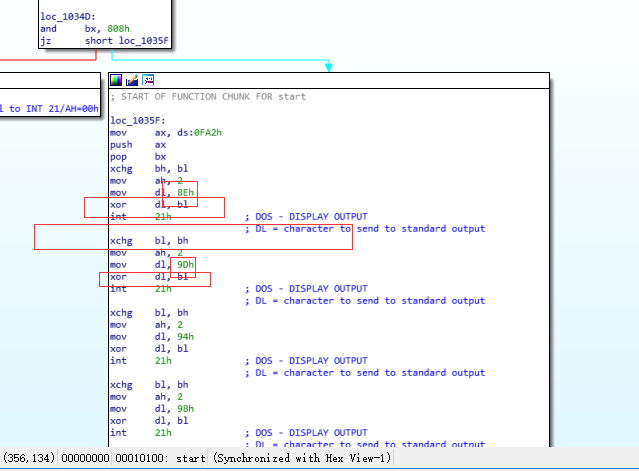 loc_1034D:
and bx, 808h
jz short loc_1035F
l to INT 21/AH=00h
; START OF FUNCTION CHUNK FOR start
loc_1035F:
mov ax, ds:0FA2h
push ax
pop bx
xchg bh, bl
mov ah, 2
mov dl, 8Eh
xor dl, bl
int 21h ; DOS - DISPLAY OUTPUT
; DL = character to send to standard output
xchg bl, bh
mov ah, 2
mov dl, 9Dh
xor dl, bl
int 21h ; DOS - DISPLAY OUTPUT
; DL = character to send to standard output
xchg bl, bh
mov ah, 2
mov dl, 94h
xor dl, bl
int 21h ; DOS - DISPLAY OUTPUT
; DL = character to send to standard output
xchg bl, bh
mov ah, 2
mov dl, 98h
xor dl, bl
int 21h ; DOS - DISPLAY OUTPUT
; DL = character to send to standard output
(356,134) 00000000 00010100: start (Synchronized with Hex View-1)